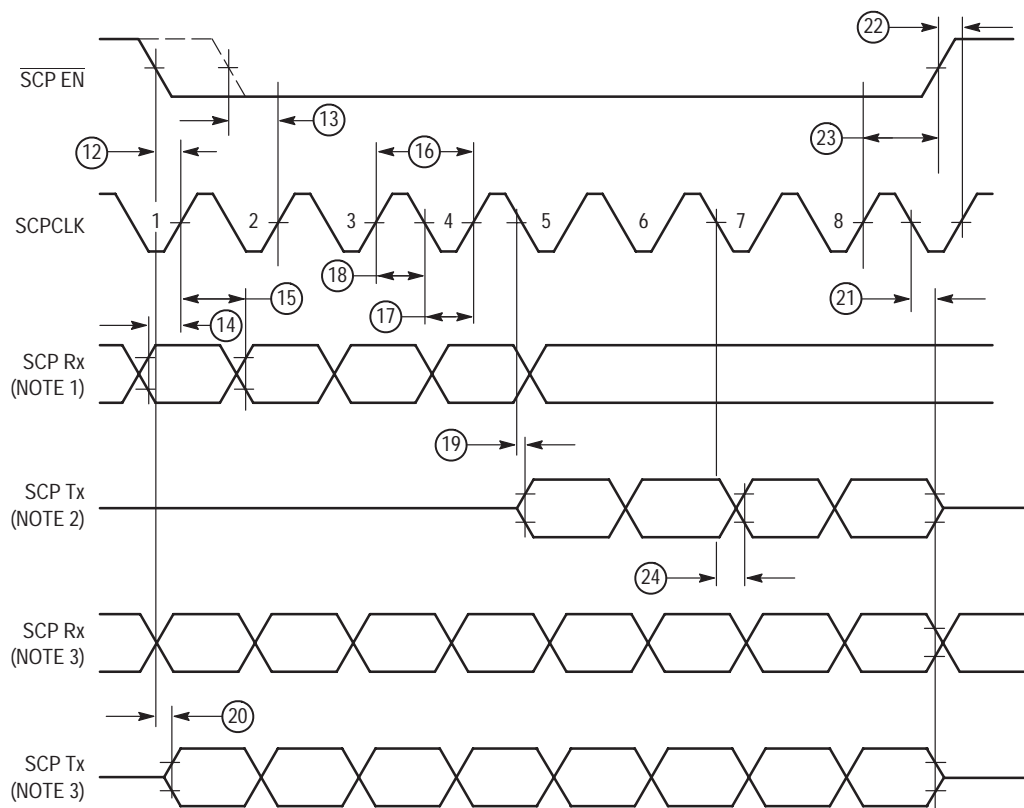 22
SCP EN
13
23
12
16
SCPCLK
1 2 3 4 5 6 7 8
18
15
21
17
14
SCP Rx
(NOTE 1)
19
SCP Tx
(NOTE 2)
24
SCP Rx
(NOTE 3)
20
SCP Tx
(NOTE 3)